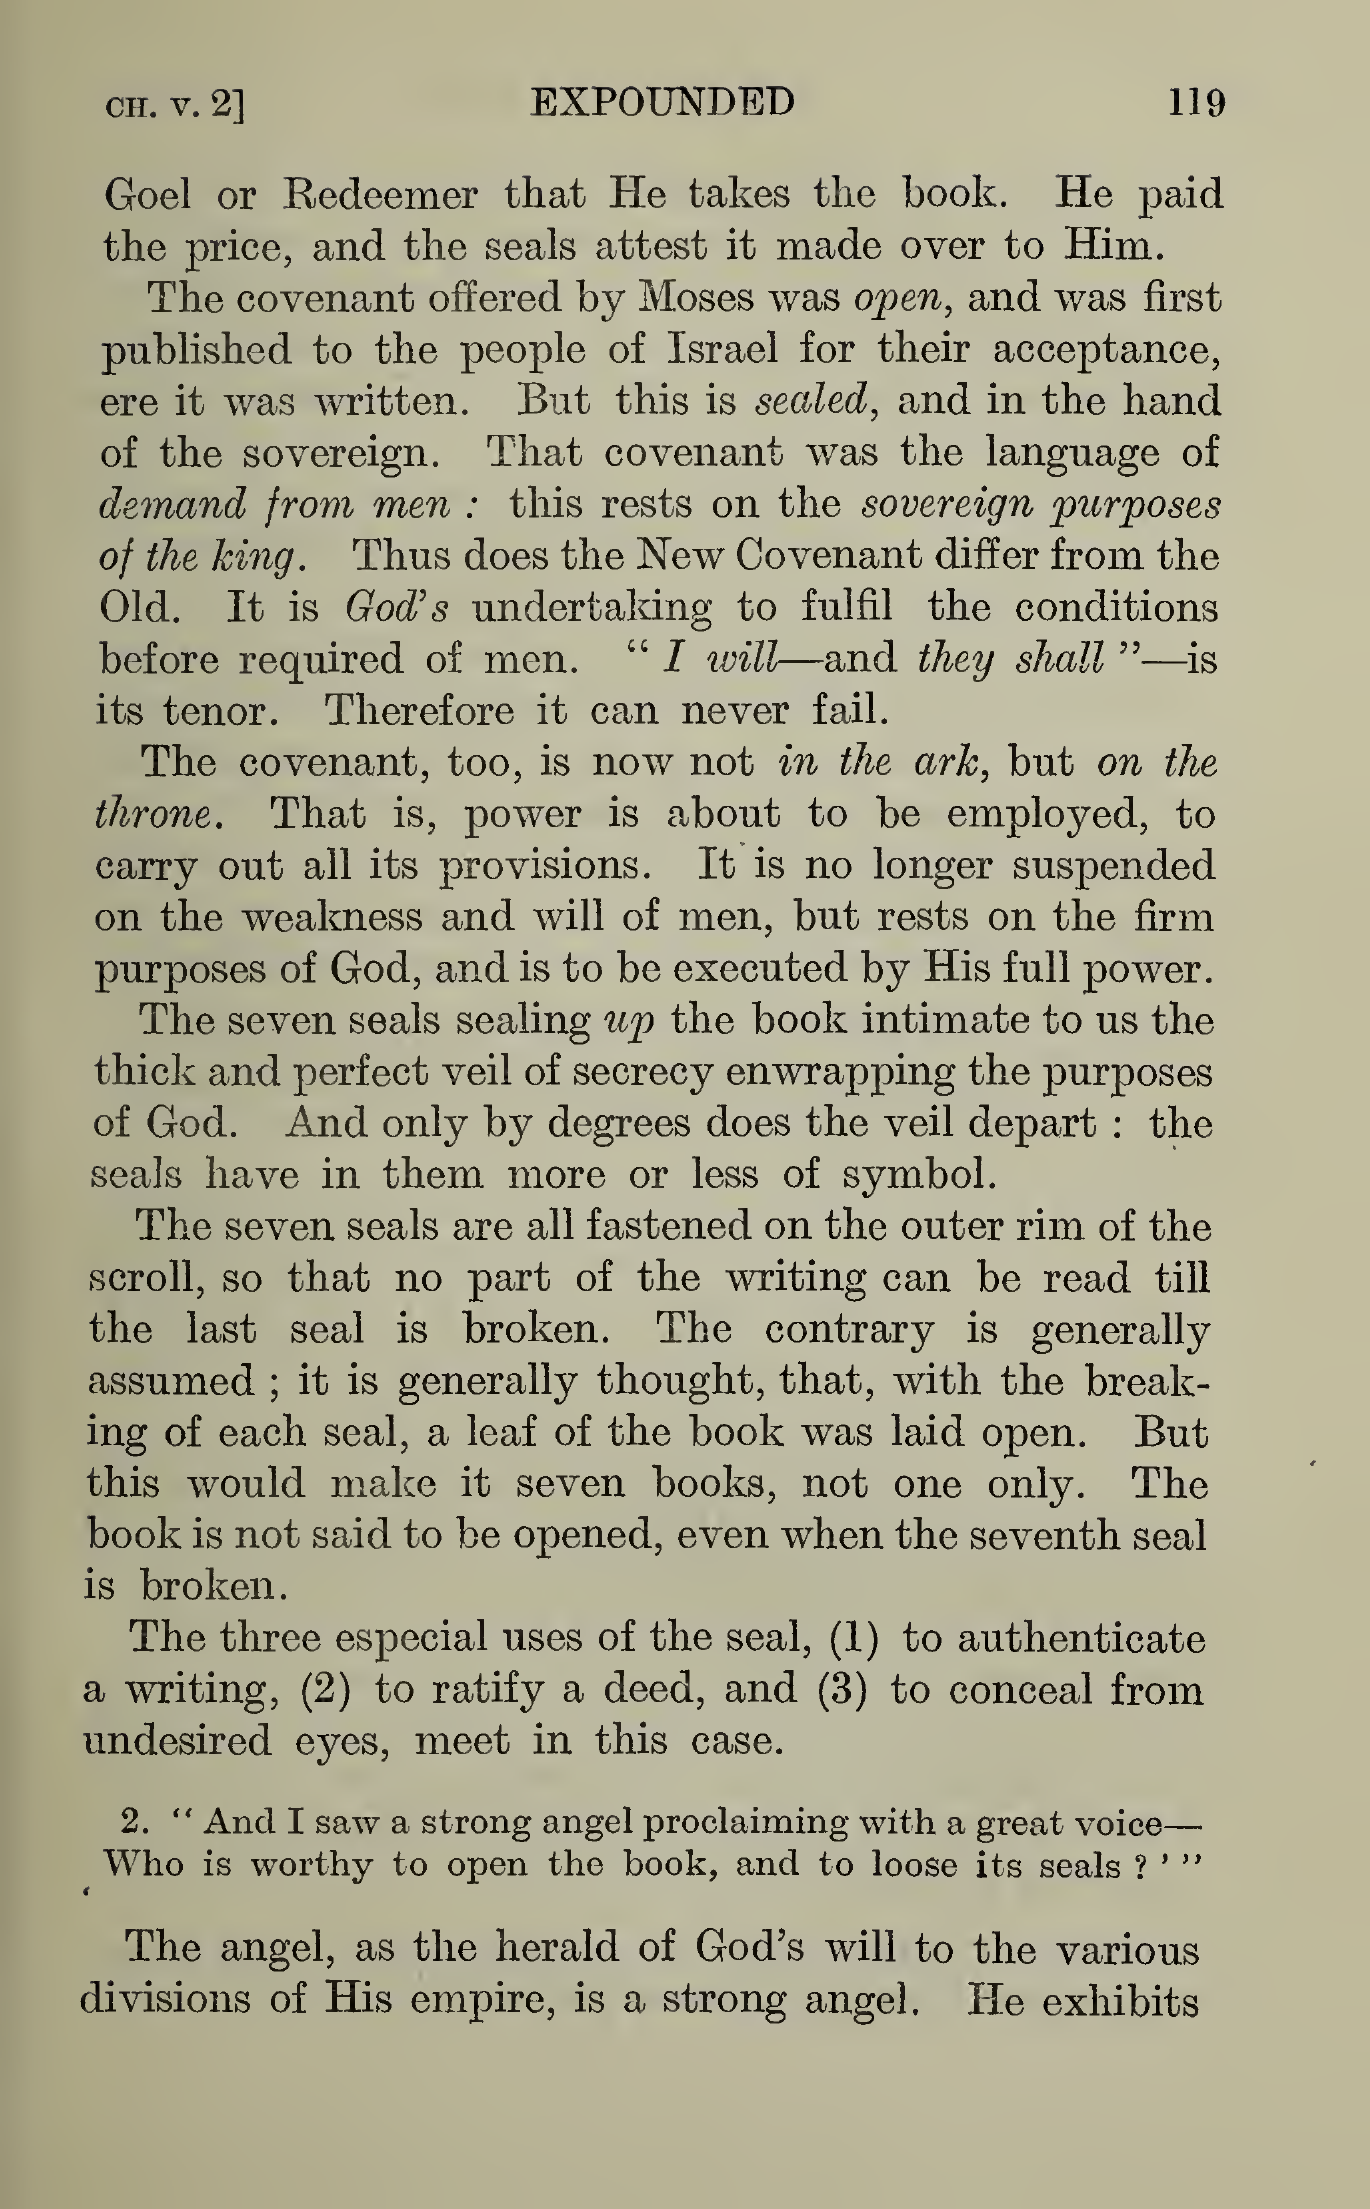 CH. V. 2] EXPOUNDED 119
Goel or Redeemer that He takes the book. He paid
the price, and the seals attest it made over to Him.
The covenant offered by Moses was open, and was first
published to the people of Israel for their acceptance,
ere it was written. But this is sealed, and in the hand
of the sovereign. That covenant was the language of
demand from men : this rests on the sovereign purposes
of the king. Thus does the New Covenant differ from the
Old. It is God's undertaking to fulfil the conditions
before required of men. “ I will—and they shall ”—is
its tenor. Therefore it can never fail.
The covenant, too, is now not in the ark, but on the
throne. That is, power is about to be employed, to
carry out all its provisions. It is no longer suspended
on the weakness and will of men, but rests on the firm
purposes of God, and is to be executed by His full power.
The seven seals sealing up the book intimate to us the
thick and perfect veil of secrecy enwrapping the purposes
of God. And only by degrees does the veil depart : the
seals have in them more or less of symbol.
The seven seals are all fastened on the outer rim of the
scroll, so that no part of the writing can be read till
the last seal is broken. The contrary is generally
assumed ; it is generally thought, that, with the break-
ing of each seal, a leaf of the book was laid open. But
this would make it seven books, not one only. The
book is not said to be opened, even when the seventh seal
is broken.
The three especial uses of the seal, (1) to authenticate
a writing, (2) to ratify a deed, and (3) to conceal from
undesired eyes, meet in this case.
2. “ And I saw a strong angel proclaiming with a great voice—
‘ Who is worthy to open the book, and to loose its seals ? ’ ”
The angel, as the herald of God's will to the various
divisions of His empire, is a strong angel. He exhibits